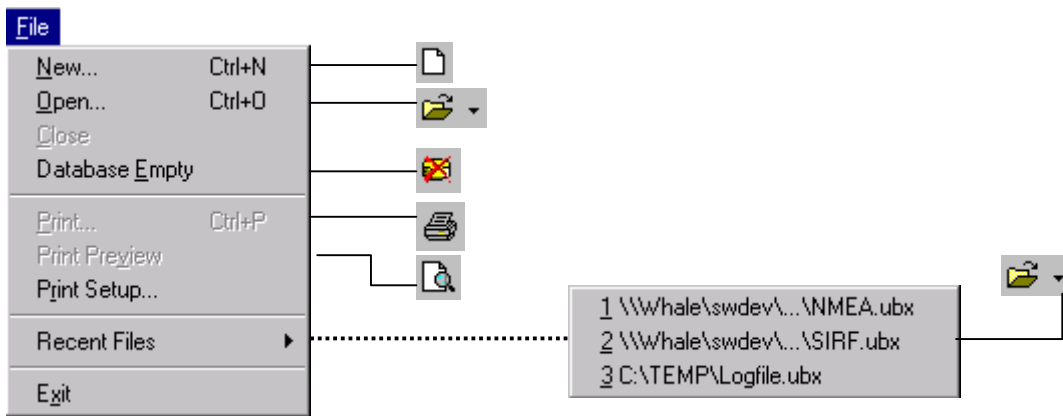 File
New... Ctrl+N
Open... Ctrl+O
Close
Database Empty
Print... Ctrl+P
Print Preview
Print Setup...
Recent Files
Exit
1 \\Whale\swdev\...\NMEA.ubx
2 \\Whale\swdev\...\SIRF.ubx
3 C:\TEMP\Logfile.ubx